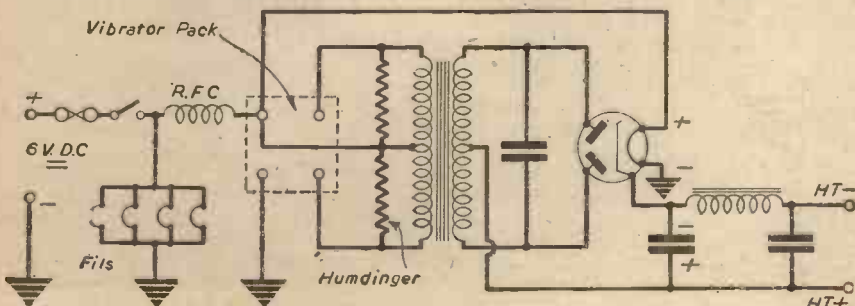 Vibrator Pack
R.F.C
+
6 V. D.C
-
Fils
Humdinger
+
-
-
+
HT-
HT+